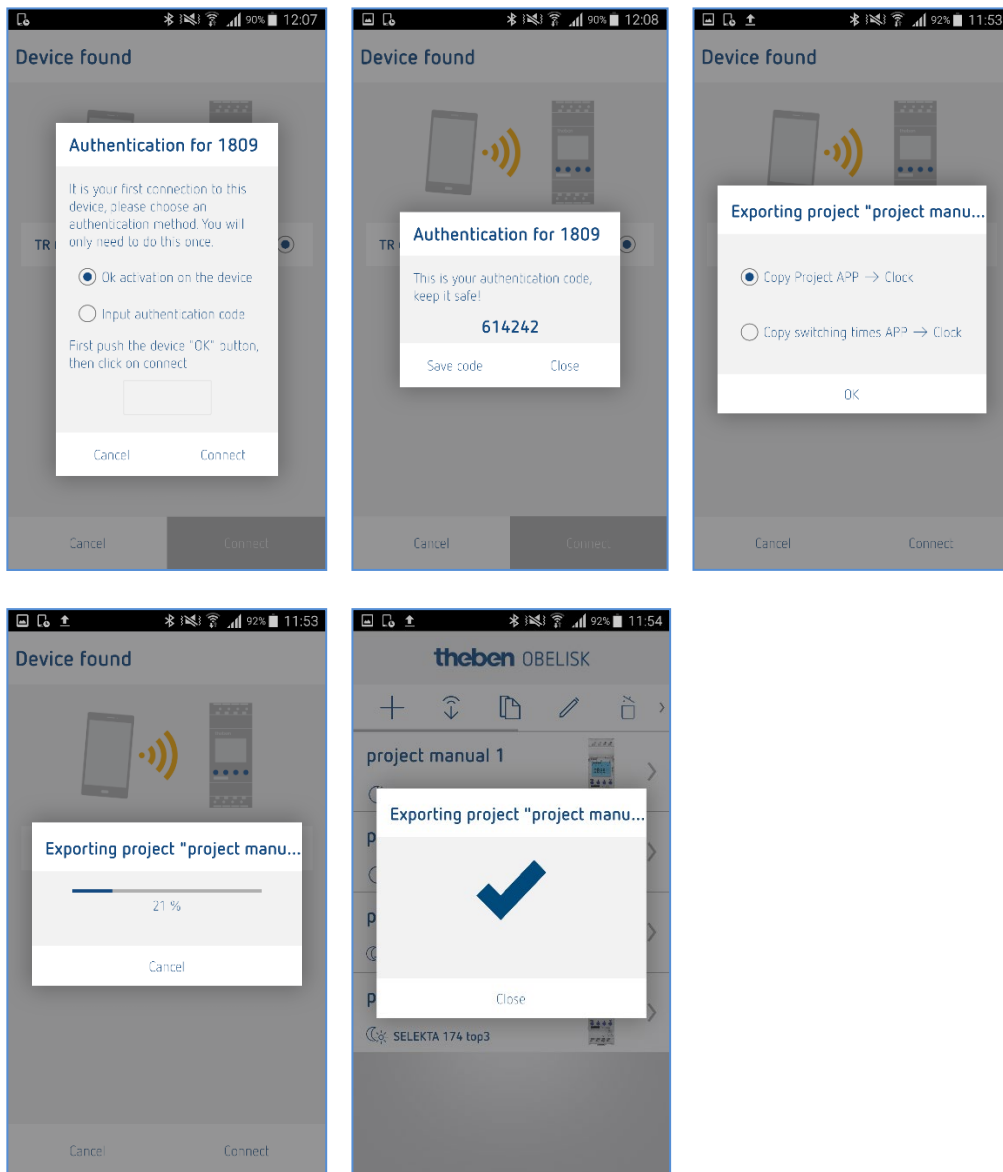 90% 12:07
Device found
Authentication for 1809
It is your first connection to this
device, please choose an
authentication method. You will
only need to do this once.
TR
Ok activation on the device
Input authentication code
First push the device "OK" button,
then click on connect
Cancel Connect
Cancel Connect
90% 12:08
Device found
Authentication for 1809
TR
This is your authentication code,
keep it safe!
614242
Save code Close
Cancel Connect
92% 11:53
Device found
Exporting project "project manu...
Copy Project APP → Clock
Copy switching times APP → Clock
OK
Cancel Connect
92% 11:53
Device found
Exporting project "project manu...
21 %
Cancel
Cancel Connect
92% 11:54
theben OBELISK
project manual 1
Exporting project "project manu...
p
p
p
Close
SELEKTA 174 top3